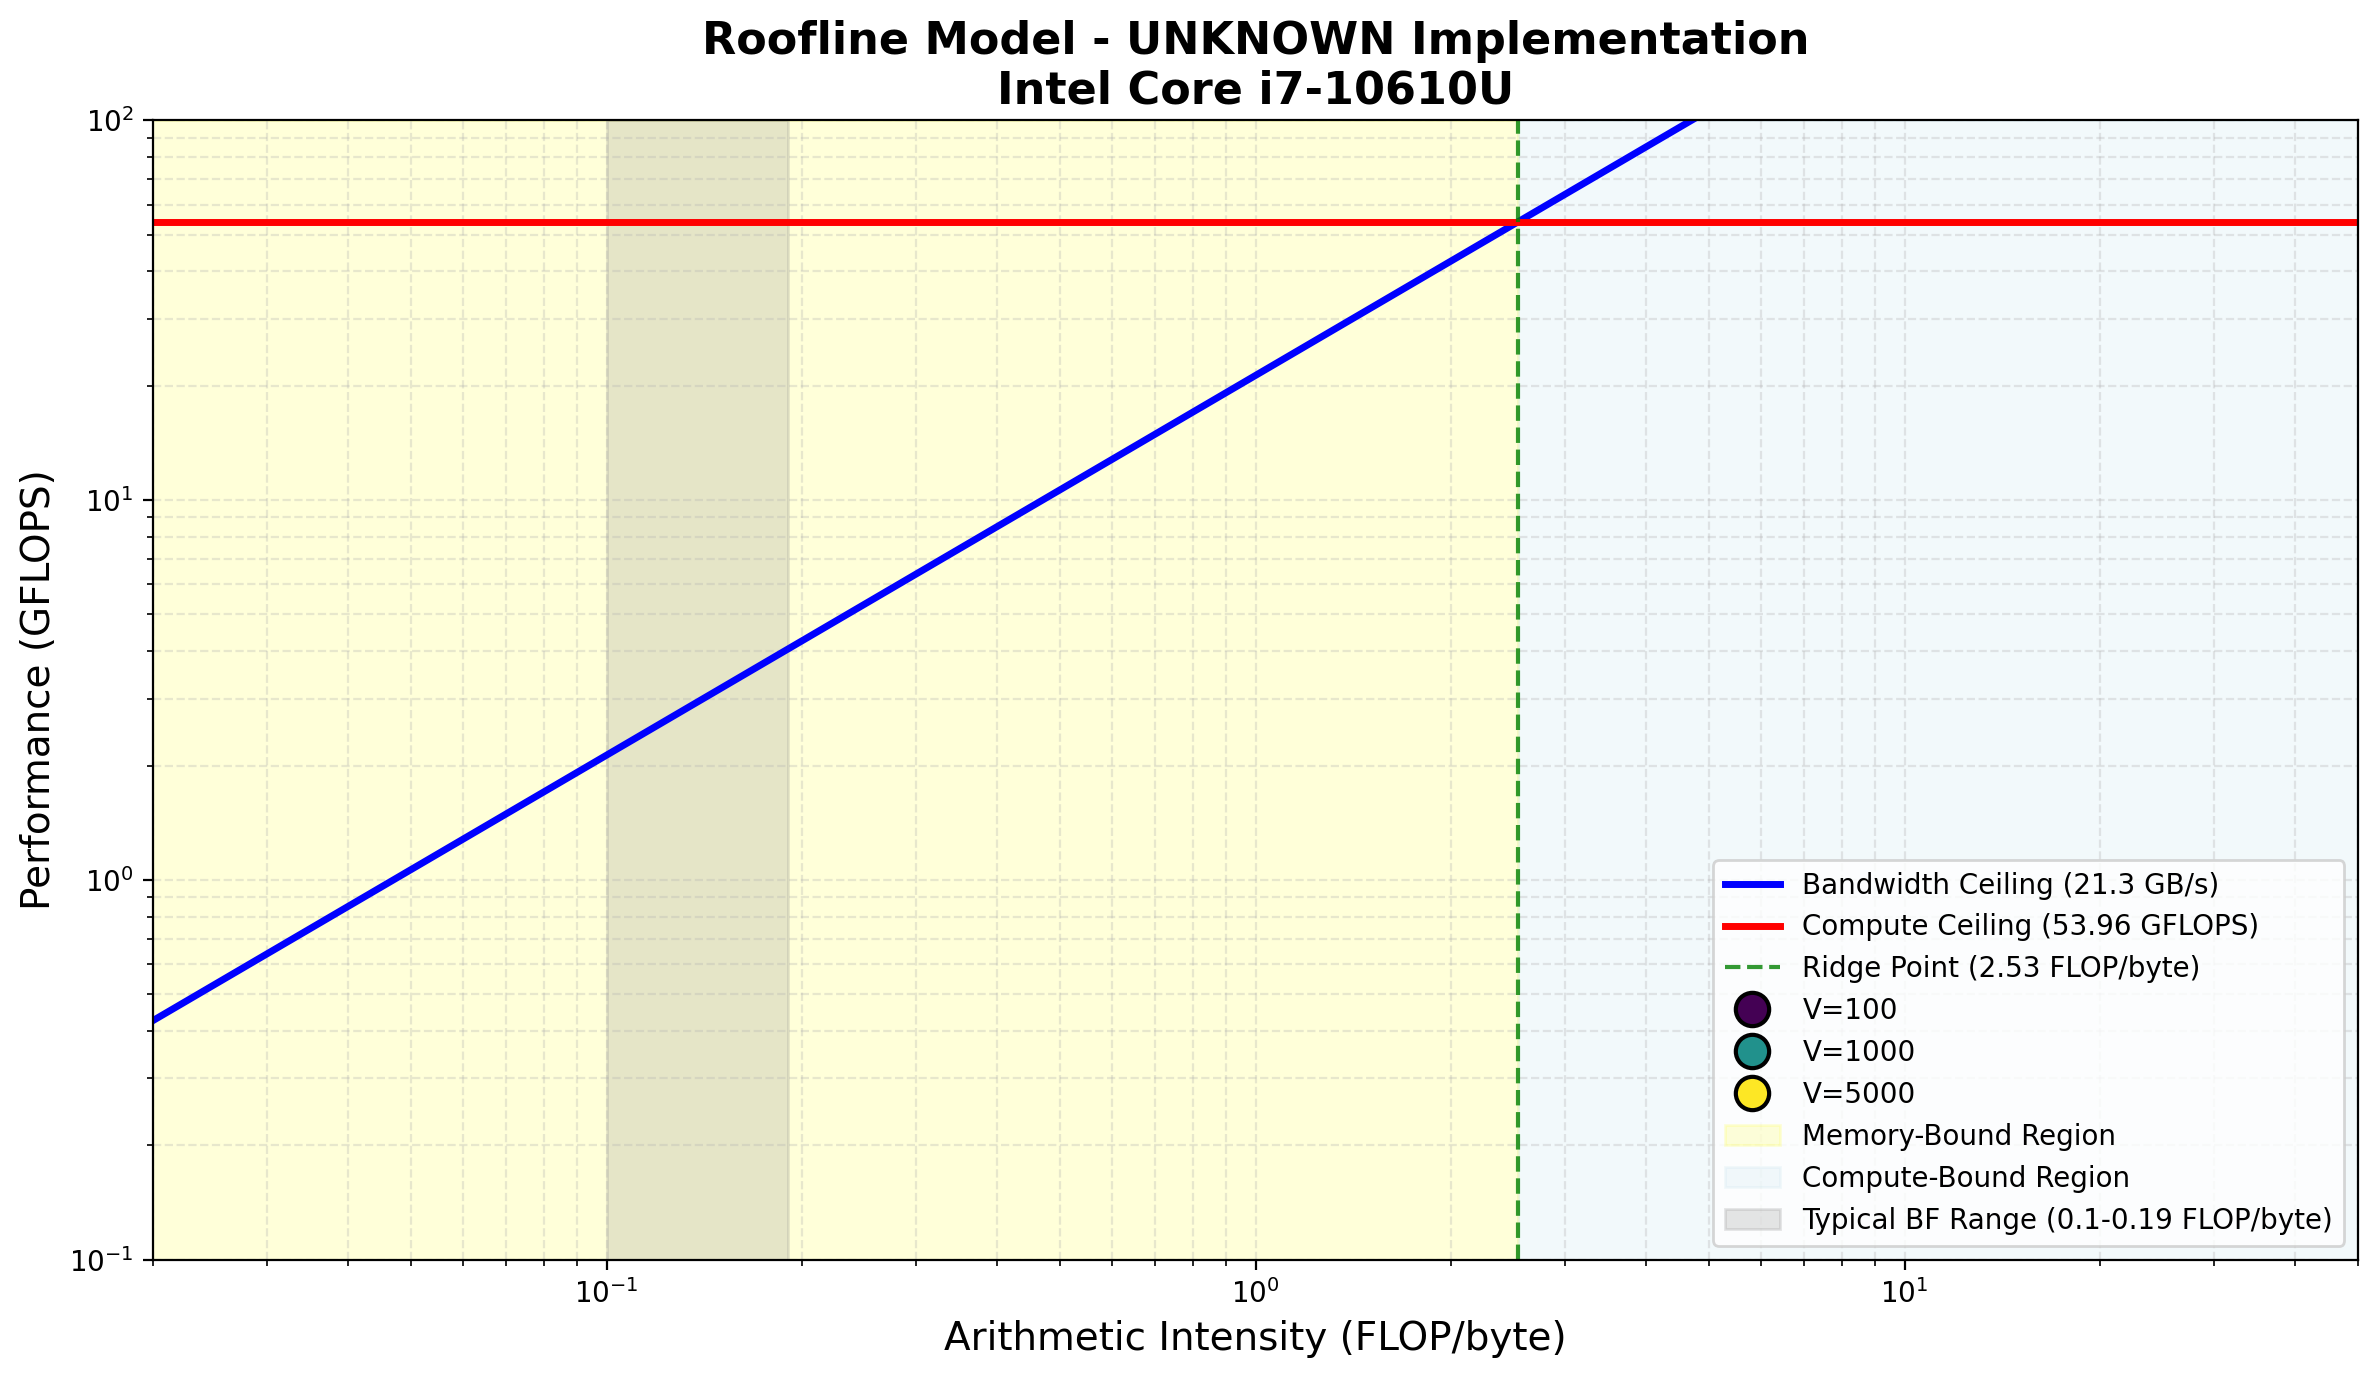 Roofline Model - UNKNOWN Implementation
Intel Core i7-10610U
Performance (GFLOPS)
10²
10¹
10⁰
10⁻¹
10⁻¹
10⁰
10¹
Arithmetic Intensity (FLOP/byte)
Bandwidth Ceiling (21.3 GB/s)
Compute Ceiling (53.96 GFLOPS)
Ridge Point (2.53 FLOP/byte)
V=100
V=1000
V=5000
Memory-Bound Region
Compute-Bound Region
Typical BF Range (0.1-0.19 FLOP/byte)